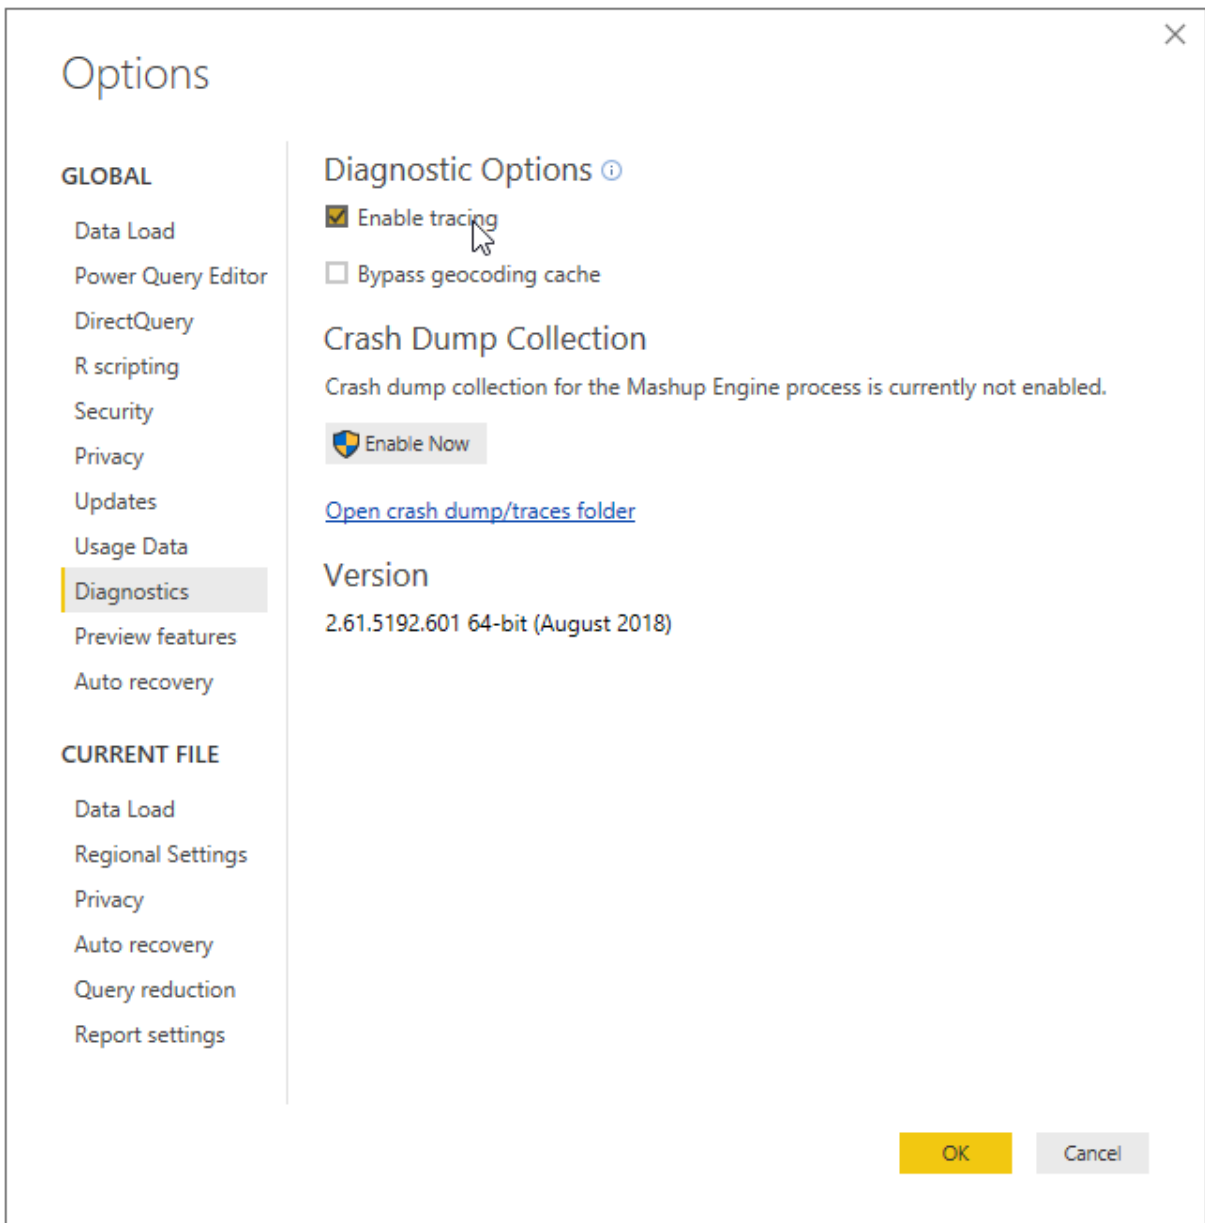 Options
GLOBAL
Data Load
Power Query Editor
DirectQuery
R scripting
Security
Privacy
Updates
Usage Data
Diagnostics
Preview features
Auto recovery
CURRENT FILE
Data Load
Regional Settings
Privacy
Auto recovery
Query reduction
Report settings
Diagnostic Options
Enable tracing
Bypass geocoding cache
Crash Dump Collection
Crash dump collection for the Mashup Engine process is currently not enabled.
Enable Now
Open crash dump/traces folder
Version
2.61.5192.601 64-bit (August 2018)
OK
Cancel